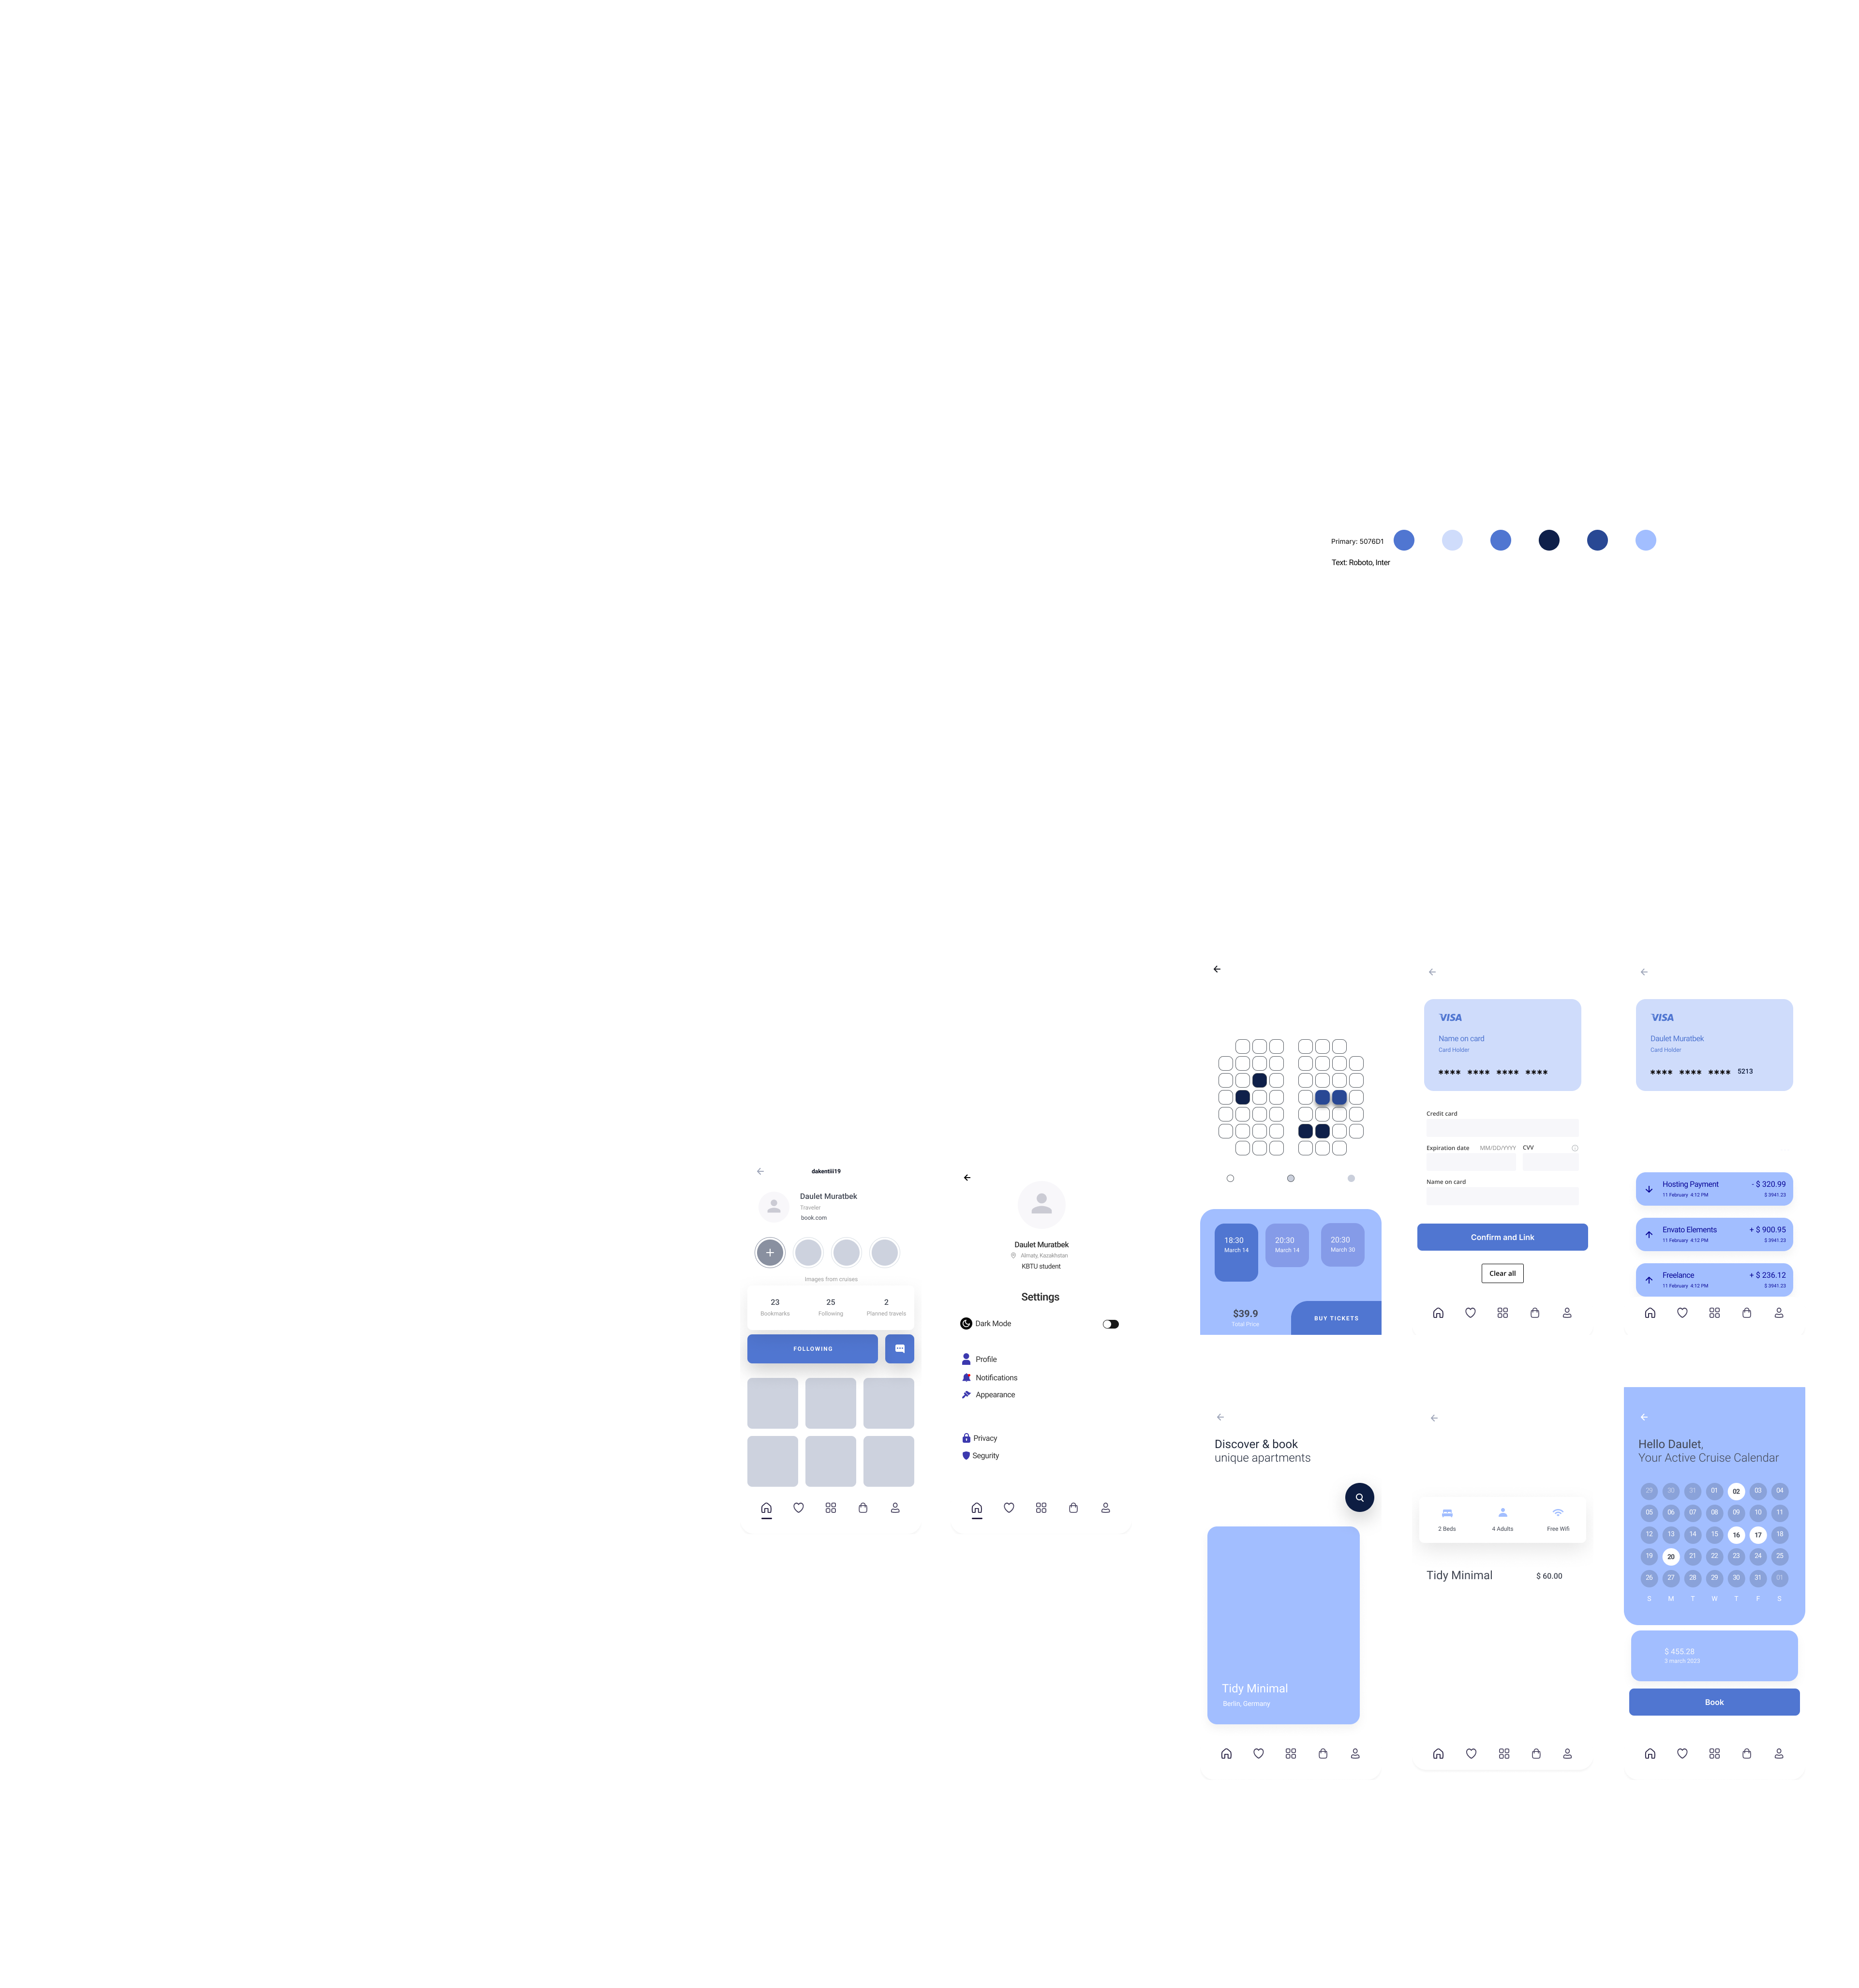 Primary: 5076D1
Text: Roboto, Inter
VISA
Name on card
Card Holder
**** **** **** ****
Credit card
Expiration date MM/DD/YYYY CVV
Name on card
Confirm and Link
Clear all
VISA
Daulet Muratbek
Card Holder
**** **** **** 5213
Hosting Payment - $ 320.99
11 February 4:12 PM $ 3941.23
Envato Elements + $ 900.95
11 February 4:12 PM $ 3941.23
Freelance + $ 236.12
11 February 4:12 PM $ 3941.23
18:30
March 14
20:30
March 14
20:30
March 30
$39.9
Total Price
BUY TICKETS
dakentiii19
Daulet Muratbek
Traveler
book.com
Images from cruises
23 25 2
Bookmarks Following Planned travels
FOLLOWING
Daulet Muratbek
Almaty, Kazakhstan
KBTU student
Settings
Dark Mode
Profile
Notifications
Appearance
Privacy
Segurity
Discover & book
unique apartments
Tidy Minimal
Berlin, Germany
2 Beds 4 Adults Free Wifi
Tidy Minimal $ 60.00
Hello Daulet,
Your Active Cruise Calendar
29 30 31 01 02 03 04
05 06 07 08 09 10 11
12 13 14 15 16 17 18
19 20 21 22 23 24 25
26 27 28 29 30 31 01
S M T W T F S
$ 455.28
2 march 2023
Book